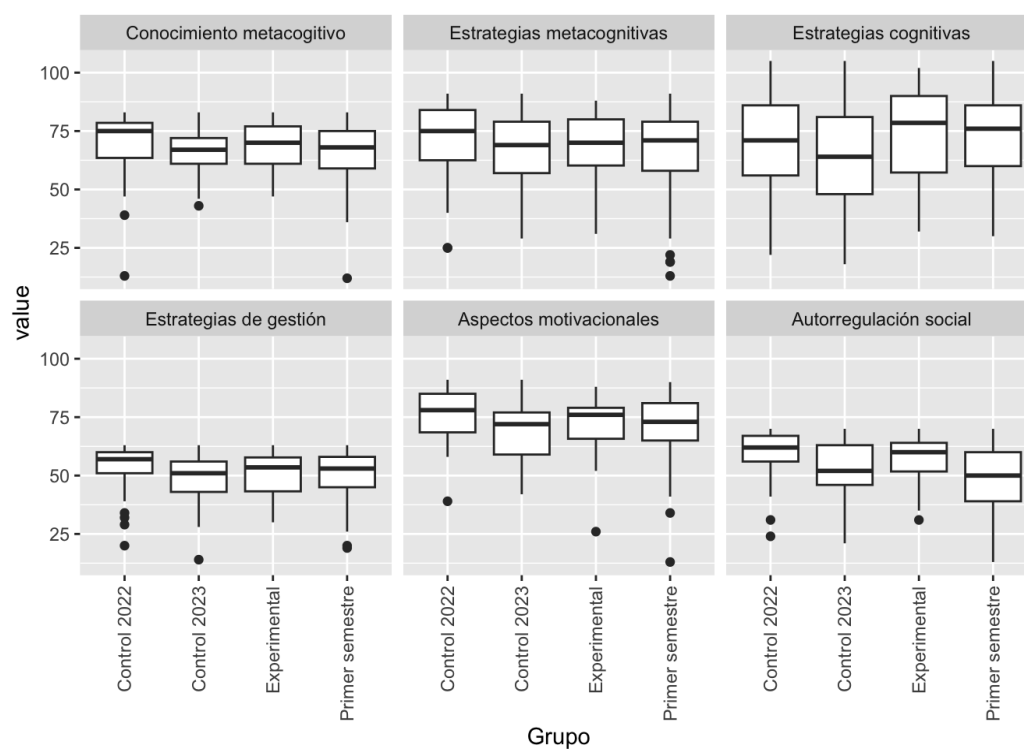 Conocimiento metacogitivo
Estrategias metacognitivas
Estrategias cognitivas
100
75
50
25
Estrategias de gestión
Aspectos motivacionales
Autorregulación social
100
75
50
25
value
Control 2022
Control 2023
Experimental
Primer semestre
Control 2022
Control 2023
Experimental
Primer semestre
Control 2022
Control 2023
Experimental
Primer semestre
Grupo